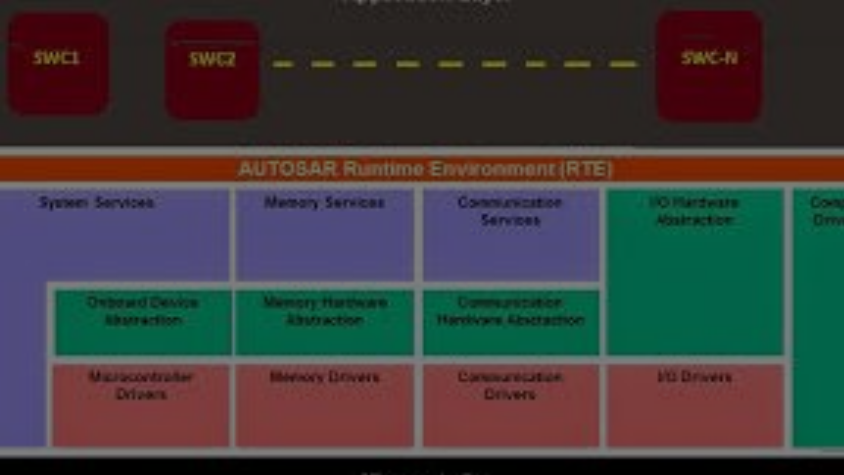 SWC1
SWC2
SWC-N
AUTOSAR Runtime Environment (RTE)
System Services
Memory Services
Communication
Services
I/O Hardware
Abstraction
Onboard Device
Abstraction
Memory Hardware
Abstraction
Communication
Hardware Abstraction
Microcontroller
Drivers
Memory Drivers
Communication
Drivers
I/O Drivers